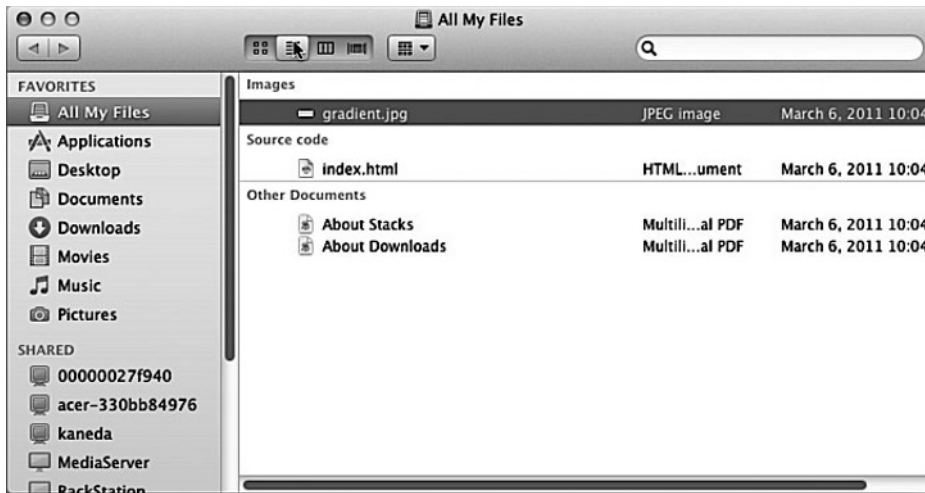 All My Files
FAVORITES
All My Files
Applications
Desktop
Documents
Downloads
Movies
Music
Pictures
SHARED
00000027f940
acer-330bb84976
kaneda
MediaServer
RackStation
Images
gradient.jpg JPEG image March 6, 2011 10:04
Source code
index.html HTML...ument March 6, 2011 10:04
Other Documents
About Stacks Multili...al PDF March 6, 2011 10:04
About Downloads Multili...al PDF March 6, 2011 10:04